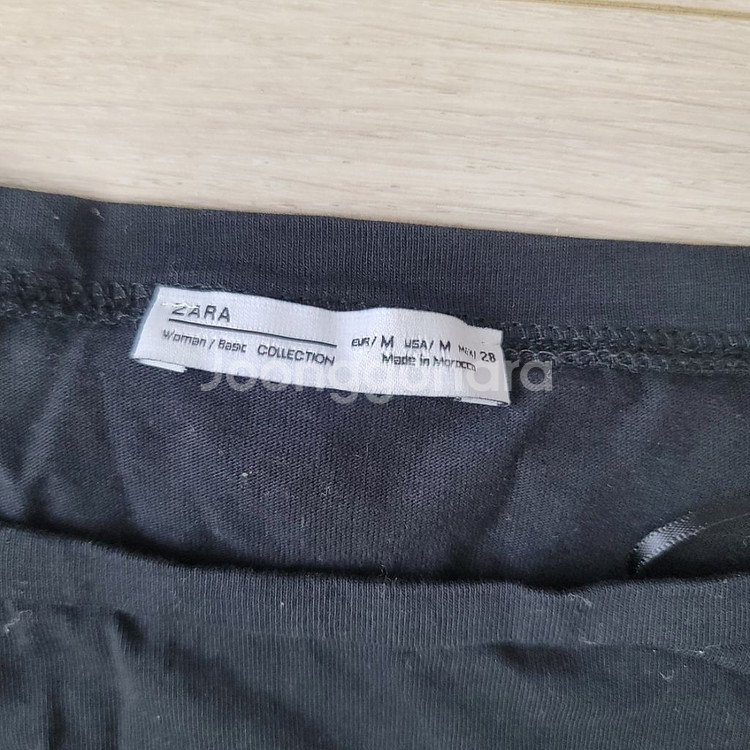 ZARA
Woman / Basic COLLECTION
EUR / M USA / M MEX / 28
Made in Morocco
Joonggonara